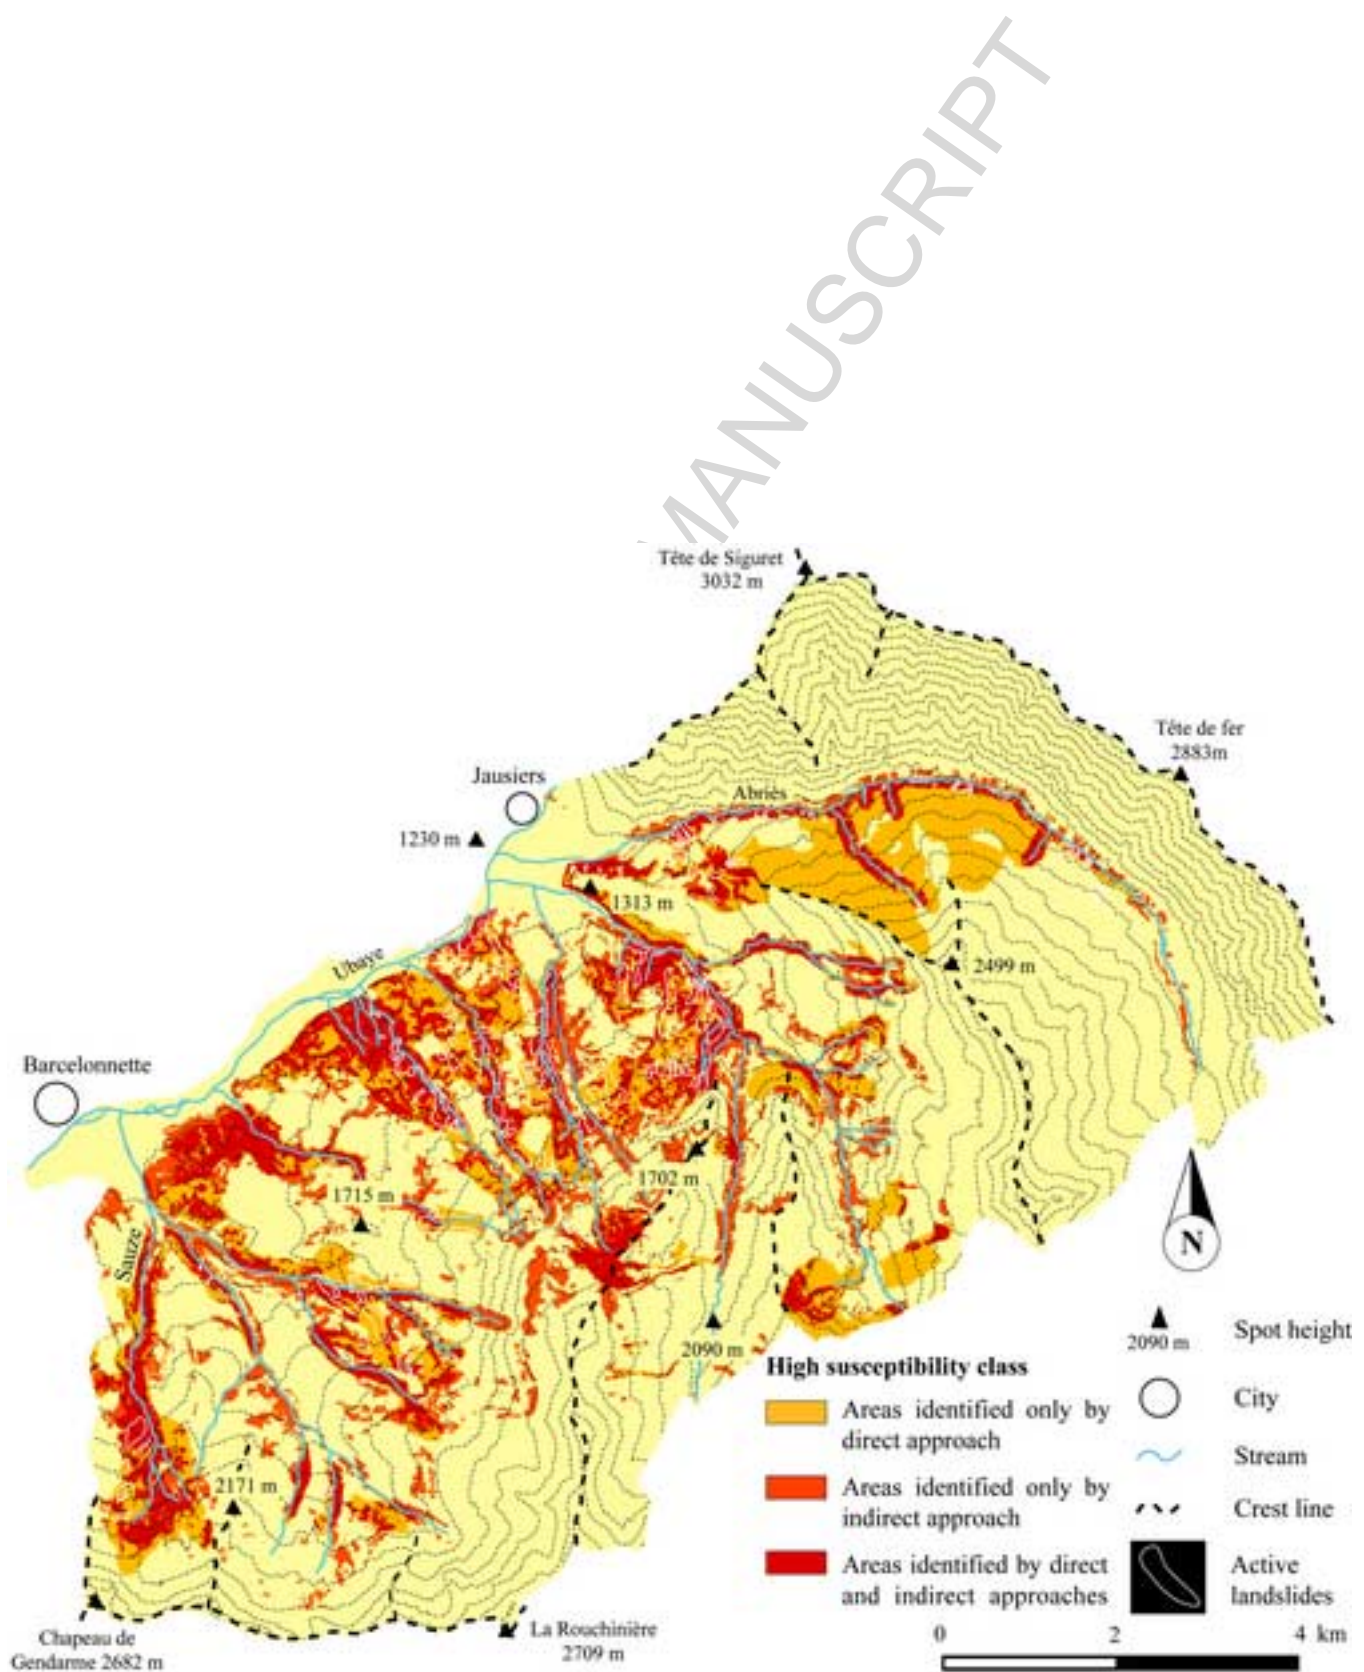 MANUSCRIPT
Tête de Siguret
3032 m
Tête de fer
2883m
Jausiers
Abriès
1230 m
1313 m
Ubaye
2499 m
Barcelonnette
1702 m
1715 m
Sauze
N
2090 m
2171 m
High susceptibility class
Areas identified only by
direct approach
Areas identified only by
indirect approach
Areas identified by direct
and indirect approaches
2090 m
Spot height
City
Stream
Crest line
Active
landslides
La Rouchinière
2709 m
Chapeau de
Gendarme 2682 m
0 2 4 km